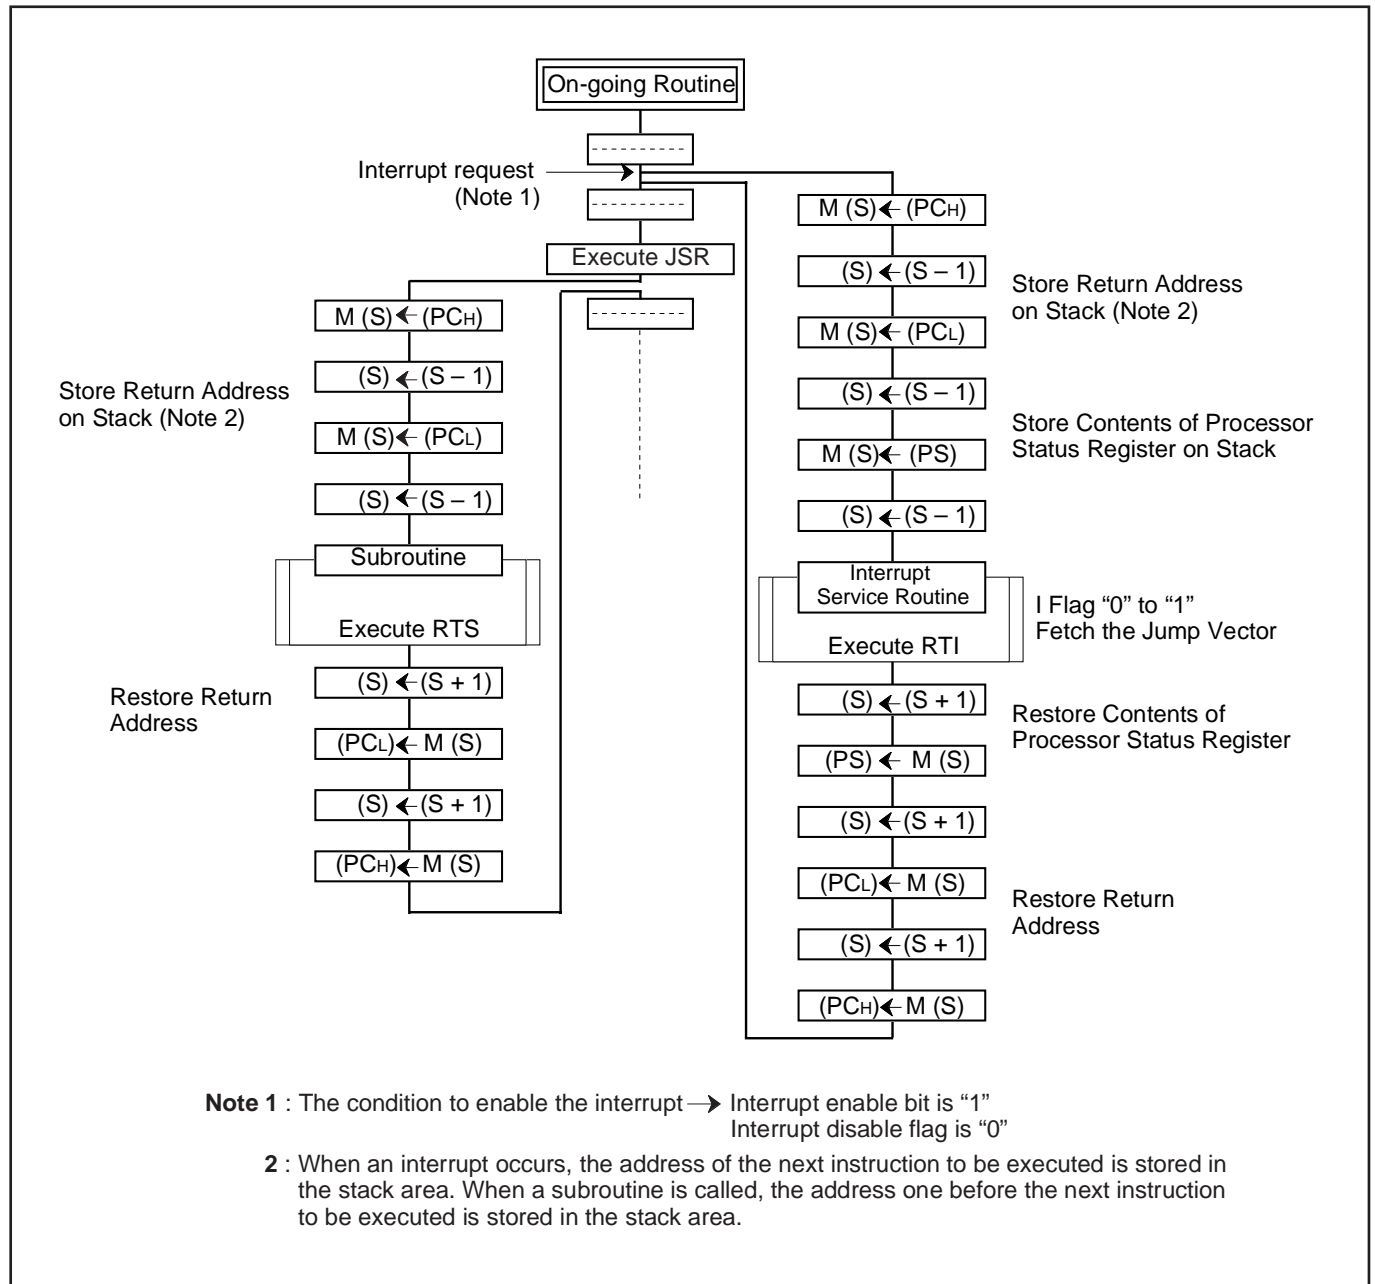 On-going Routine
Interrupt request
(Note 1)
Execute JSR
M (S) ← (PCH)
(S) ← (S – 1)
M (S) ← (PCL)
(S) ← (S – 1)
Store Return Address
on Stack (Note 2)
Subroutine
Execute RTS
(S) ← (S + 1)
(PCL) ← M (S)
(S) ← (S + 1)
(PCH) ← M (S)
Restore Return
Address
M (S) ← (PCH)
(S) ← (S – 1)
M (S) ← (PCL)
(S) ← (S – 1)
M (S) ← (PS)
(S) ← (S – 1)
Store Return Address
on Stack (Note 2)
Store Contents of Processor
Status Register on Stack
Interrupt
Service Routine
Execute RTI
I Flag “0” to “1”
Fetch the Jump Vector
(S) ← (S + 1)
(PS) ← M (S)
(S) ← (S + 1)
(PCL) ← M (S)
(S) ← (S + 1)
(PCH) ← M (S)
Restore Contents of
Processor Status Register
Restore Return
Address
Note 1 : The condition to enable the interrupt → Interrupt enable bit is “1”
Interrupt disable flag is “0”
2 : When an interrupt occurs, the address of the next instruction to be executed is stored in
the stack area. When a subroutine is called, the address one before the next instruction
to be executed is stored in the stack area.